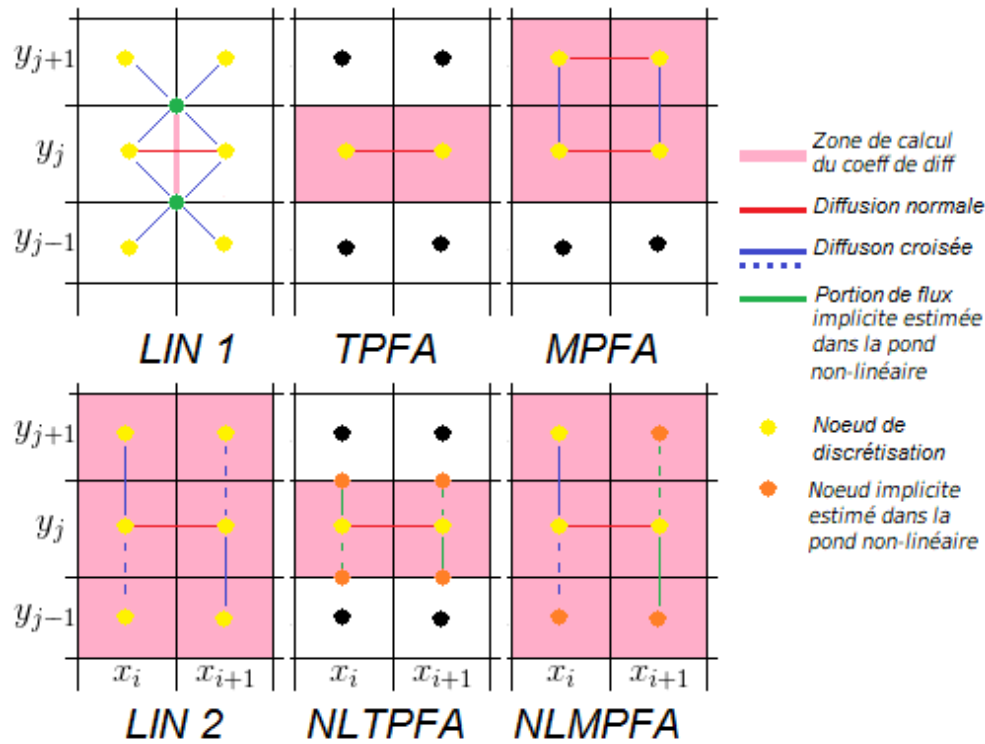 y_{j+1}
y_j
y_{j-1}
LIN 1
TPFA
MPFA
Zone de calcul
du coeff de diff
Diffusion normale
Diffuson croisée
Portion de flux
implicite estimée
dans la pond
non-linéaire
Noeud de
discrétisation
Noeud implicite
estimé dans la
pond non-linéaire
y_{j+1}
y_j
y_{j-1}
x_i
x_{i+1}
x_i
x_{i+1}
x_i
x_{i+1}
LIN 2
NLTPFA
NLMPFA